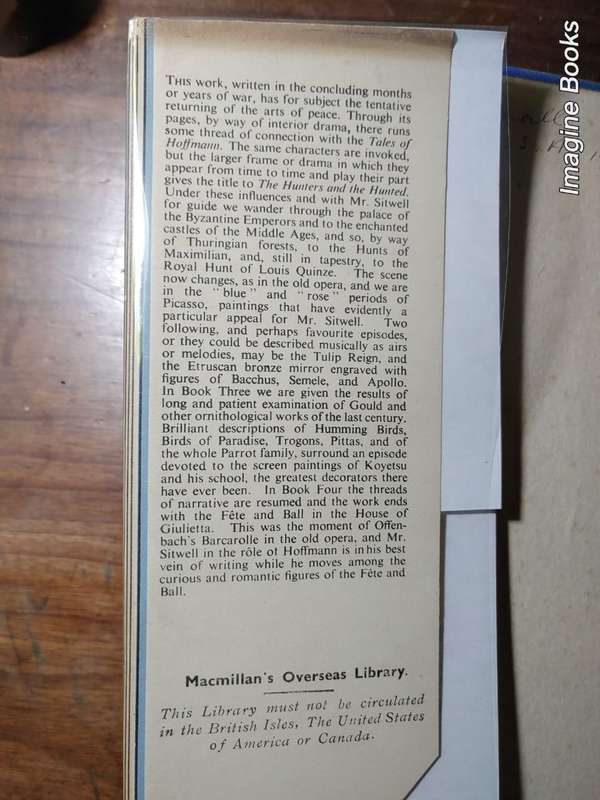 THIS work, written in the concluding months
or years of war, has for subject the tentative
returning of the arts of peace. Through its
pages, by way of interior drama, there runs
some thread of connection with the Tales of
Hoffmann. The same characters are invoked,
but the larger frame or drama in which they
appear from time to time and play their part
gives the title to The Hunters and the Hunted.
Under these influences and with Mr. Sitwell
for guide we wander through the palace of
the Byzantine Emperors and to the enchanted
castles of the Middle Ages, and so, by way
of Thuringian forests, to the Hunts of
Maximilian, and, still in tapestry, to the
Royal Hunt of Louis Quinze. The scene
now changes, as in the old opera, and we are
in the "blue" and "rose" periods of
Picasso, paintings that have evidently a
particular appeal for Mr. Sitwell. Two
following, and perhaps favourite episodes,
or they could be described musically as airs
or melodies, may be the Tulip Reign, and
the Etruscan bronze mirror engraved with
figures of Bacchus, Semele, and Apollo.
In Book Three we are given the results of
long and patient examination of Gould and
other ornithological works of the last century.
Brilliant descriptions of Humming Birds,
Birds of Paradise, Trogons, Pittas, and of
the whole Parrot family, surround an episode
devoted to the screen paintings of Koyetsu
and his school, the greatest decorators there
have ever been. In Book Four the threads
of narrative are resumed and the work ends
with the Fête and Ball in the House of
Giulietta. This was the moment of Offen-
bach's Barcarolle in the old opera, and Mr.
Sitwell in the rôle of Hoffmann is in his best
vein of writing while he moves among the
curious and romantic figures of the Fête and
Ball.
Macmillan's Overseas Library.
This Library must not be circulated
in the British Isles, The United States
of America or Canada.
Imagine Books